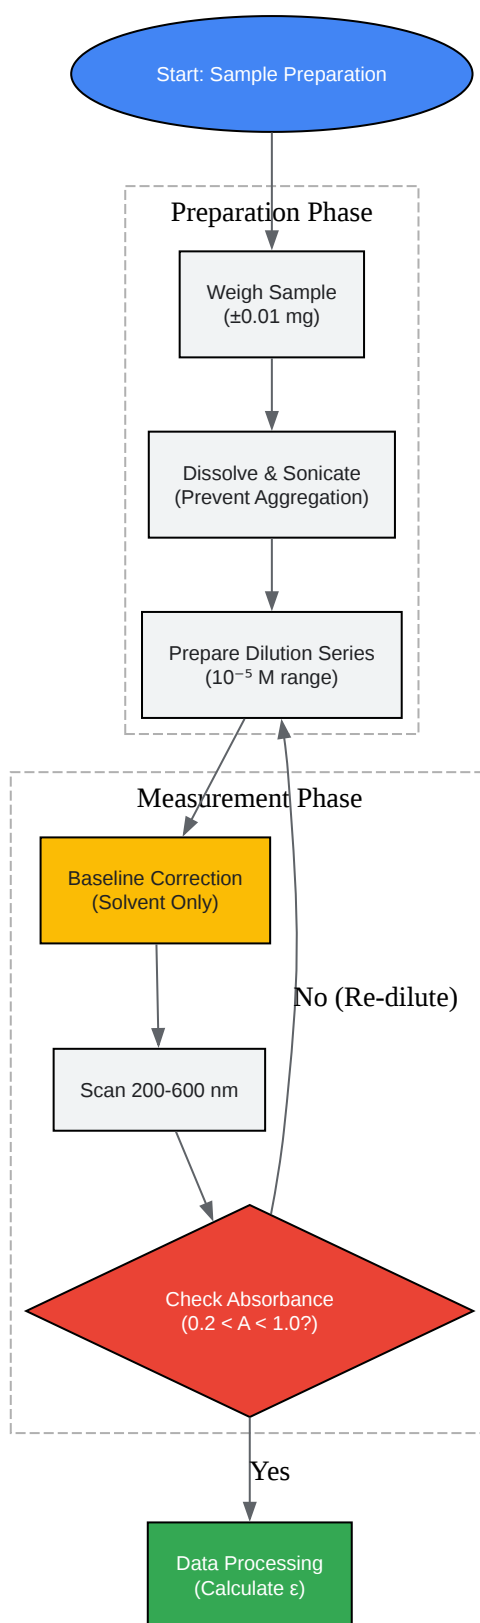 Start: Sample Preparation
Preparation Phase
Weigh Sample
(±0.01 mg)
Dissolve & Sonicate
(Prevent Aggregation)
Prepare Dilution Series
(10⁻⁵ M range)
Measurement Phase
Baseline Correction
(Solvent Only)
No (Re-dilute)
Scan 200-600 nm
Check Absorbance
(0.2 < A < 1.0?)
Yes
Data Processing
(Calculate ε)